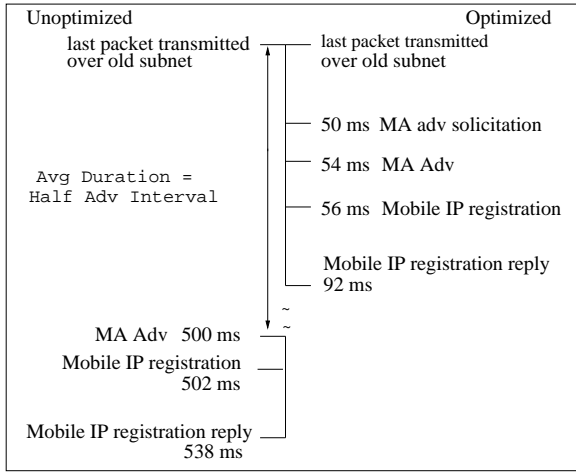 Unoptimized
Optimized
last packet transmitted
over old subnet
last packet transmitted
over old subnet
50 ms MA adv solicitation
54 ms MA Adv
Avg Duration =
Half Adv Interval
56 ms Mobile IP registration
Mobile IP registration reply
92 ms
~
~
MA Adv 500 ms
Mobile IP registration
502 ms
Mobile IP registration reply
538 ms